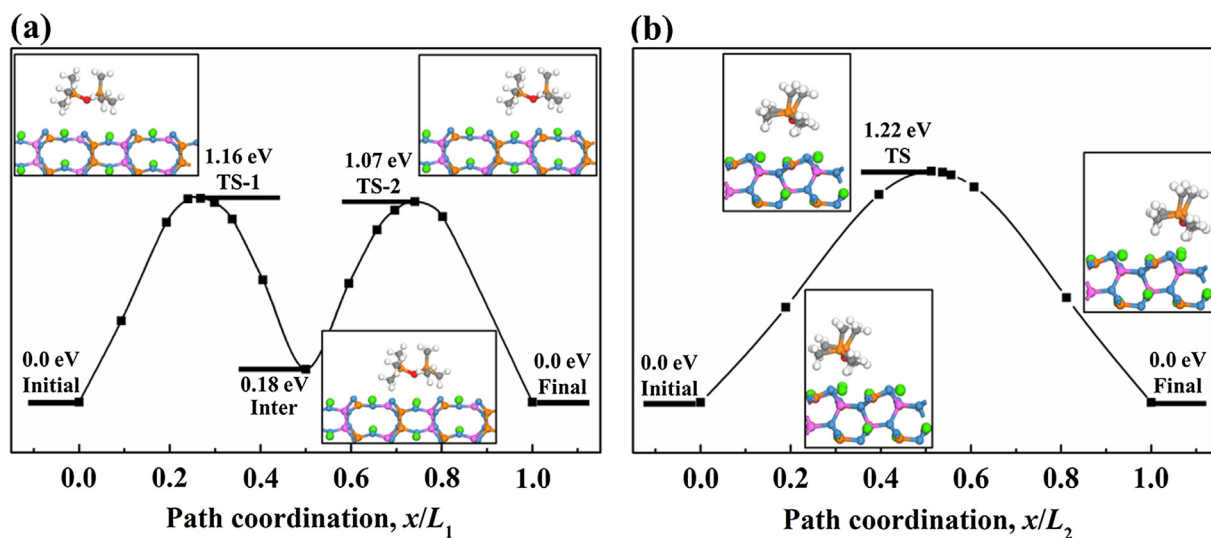 (a)
1.16 eV
TS-1
1.07 eV
TS-2
0.0 eV
Initial
0.18 eV
Inter
0.0 eV
Final
0.0 0.2 0.4 0.6 0.8 1.0
Path coordination, x/L1
(b)
1.22 eV
TS
0.0 eV
Initial
0.0 eV
Final
0.0 0.2 0.4 0.6 0.8 1.0
Path coordination, x/L2